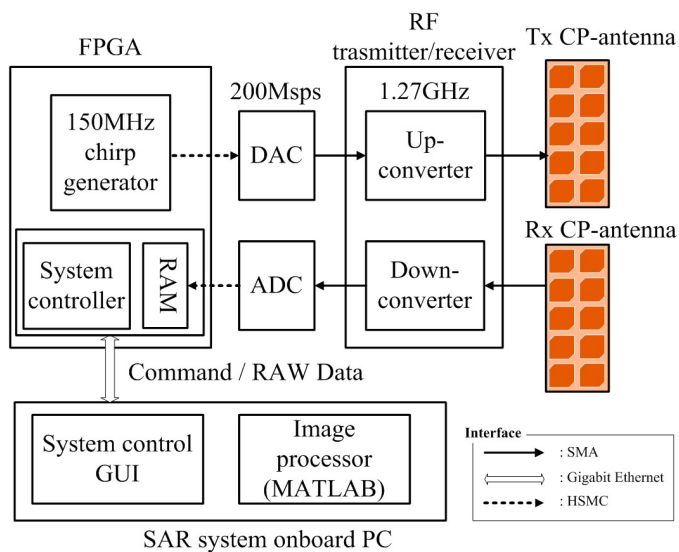 FPGA
RF
trasmitter/receiver
Tx CP-antenna
200Msps
1.27GHz
150MHz
chirp
generator
DAC
Up-
converter
Rx CP-antenna
System
controller
RAM
ADC
Down-
converter
Command / RAW Data
System control
GUI
Image
processor
(MATLAB)
Interface
: SMA
: Gigabit Ethernet
: HSMC
SAR system onboard PC